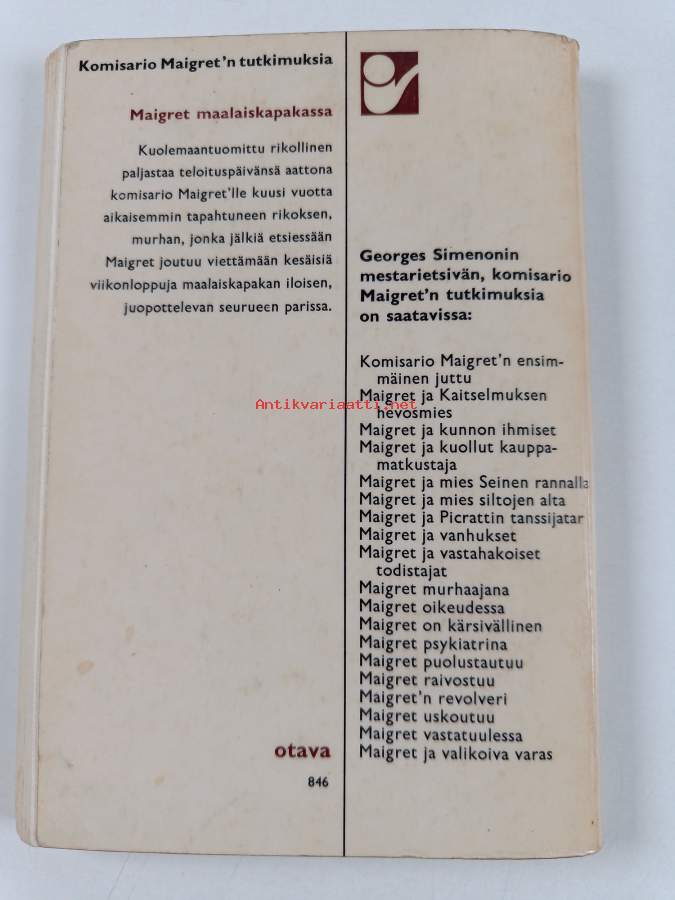 Komisario Maigret'n tutkimuksia
Maigret maalaiskapakassa
Kuolemaantuomittu rikollinen
paljastaa teloituspäivänsä aattona
komisario Maigret'lle kuusi vuotta
aikaisemmin tapahtuneen rikoksen,
murhan, jonka jälkiä etsiessään
Maigret joutuu viettämään kesäisiä
viikonloppuja maalaiskapakan iloisen,
juopottelevan seurueen parissa.
otava
846
Georges Simenonin
mestarietsivän, komisario
Maigret'n tutkimuksia
on saatavissa:
Komisario Maigret'n ensim-
mäinen juttu
Maigret ja Kaitselmuksen
hevosmies
Maigret ja kunnon ihmiset
Maigret ja kuollut kauppa-
matkustaja
Maigret ja mies Seinen rannalla
Maigret ja mies siltojen alta
Maigret ja Picrattin tanssijatar
Maigret ja vanhukset
Maigret ja vastahakoiset
todistajat
Maigret murhaajana
Maigret oikeudessa
Maigret on kärsivällinen
Maigret psykiatrina
Maigret puolustautuu
Maigret raivostuu
Maigret'n revolveri
Maigret uskoutuu
Maigret vastatuulessa
Maigret ja valikoiva varas
Antikvariaatti.net